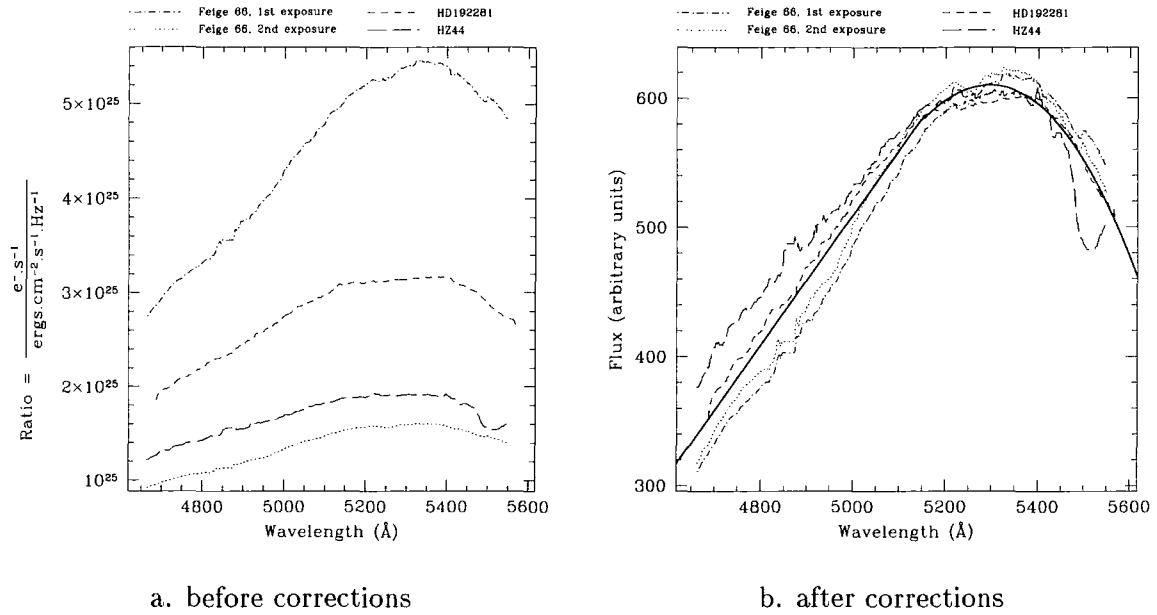 Feige 66, 1st exposure HD192281
Feige 66, 2nd exposure HZ44
5×10²⁵
4×10²⁵
3×10²⁵
2×10²⁵
10²⁵
Ratio = e⁻.s⁻¹
ergs.cm⁻².s⁻¹.Hz⁻¹
4800 5000 5200 5400 5600
Wavelength (Å)
a. before corrections
Feige 66, 1st exposure HD192281
Feige 66, 2nd exposure HZ44
600
500
400
300
Flux (arbitrary units)
4800 5000 5200 5400 5600
Wavelength (Å)
b. after corrections